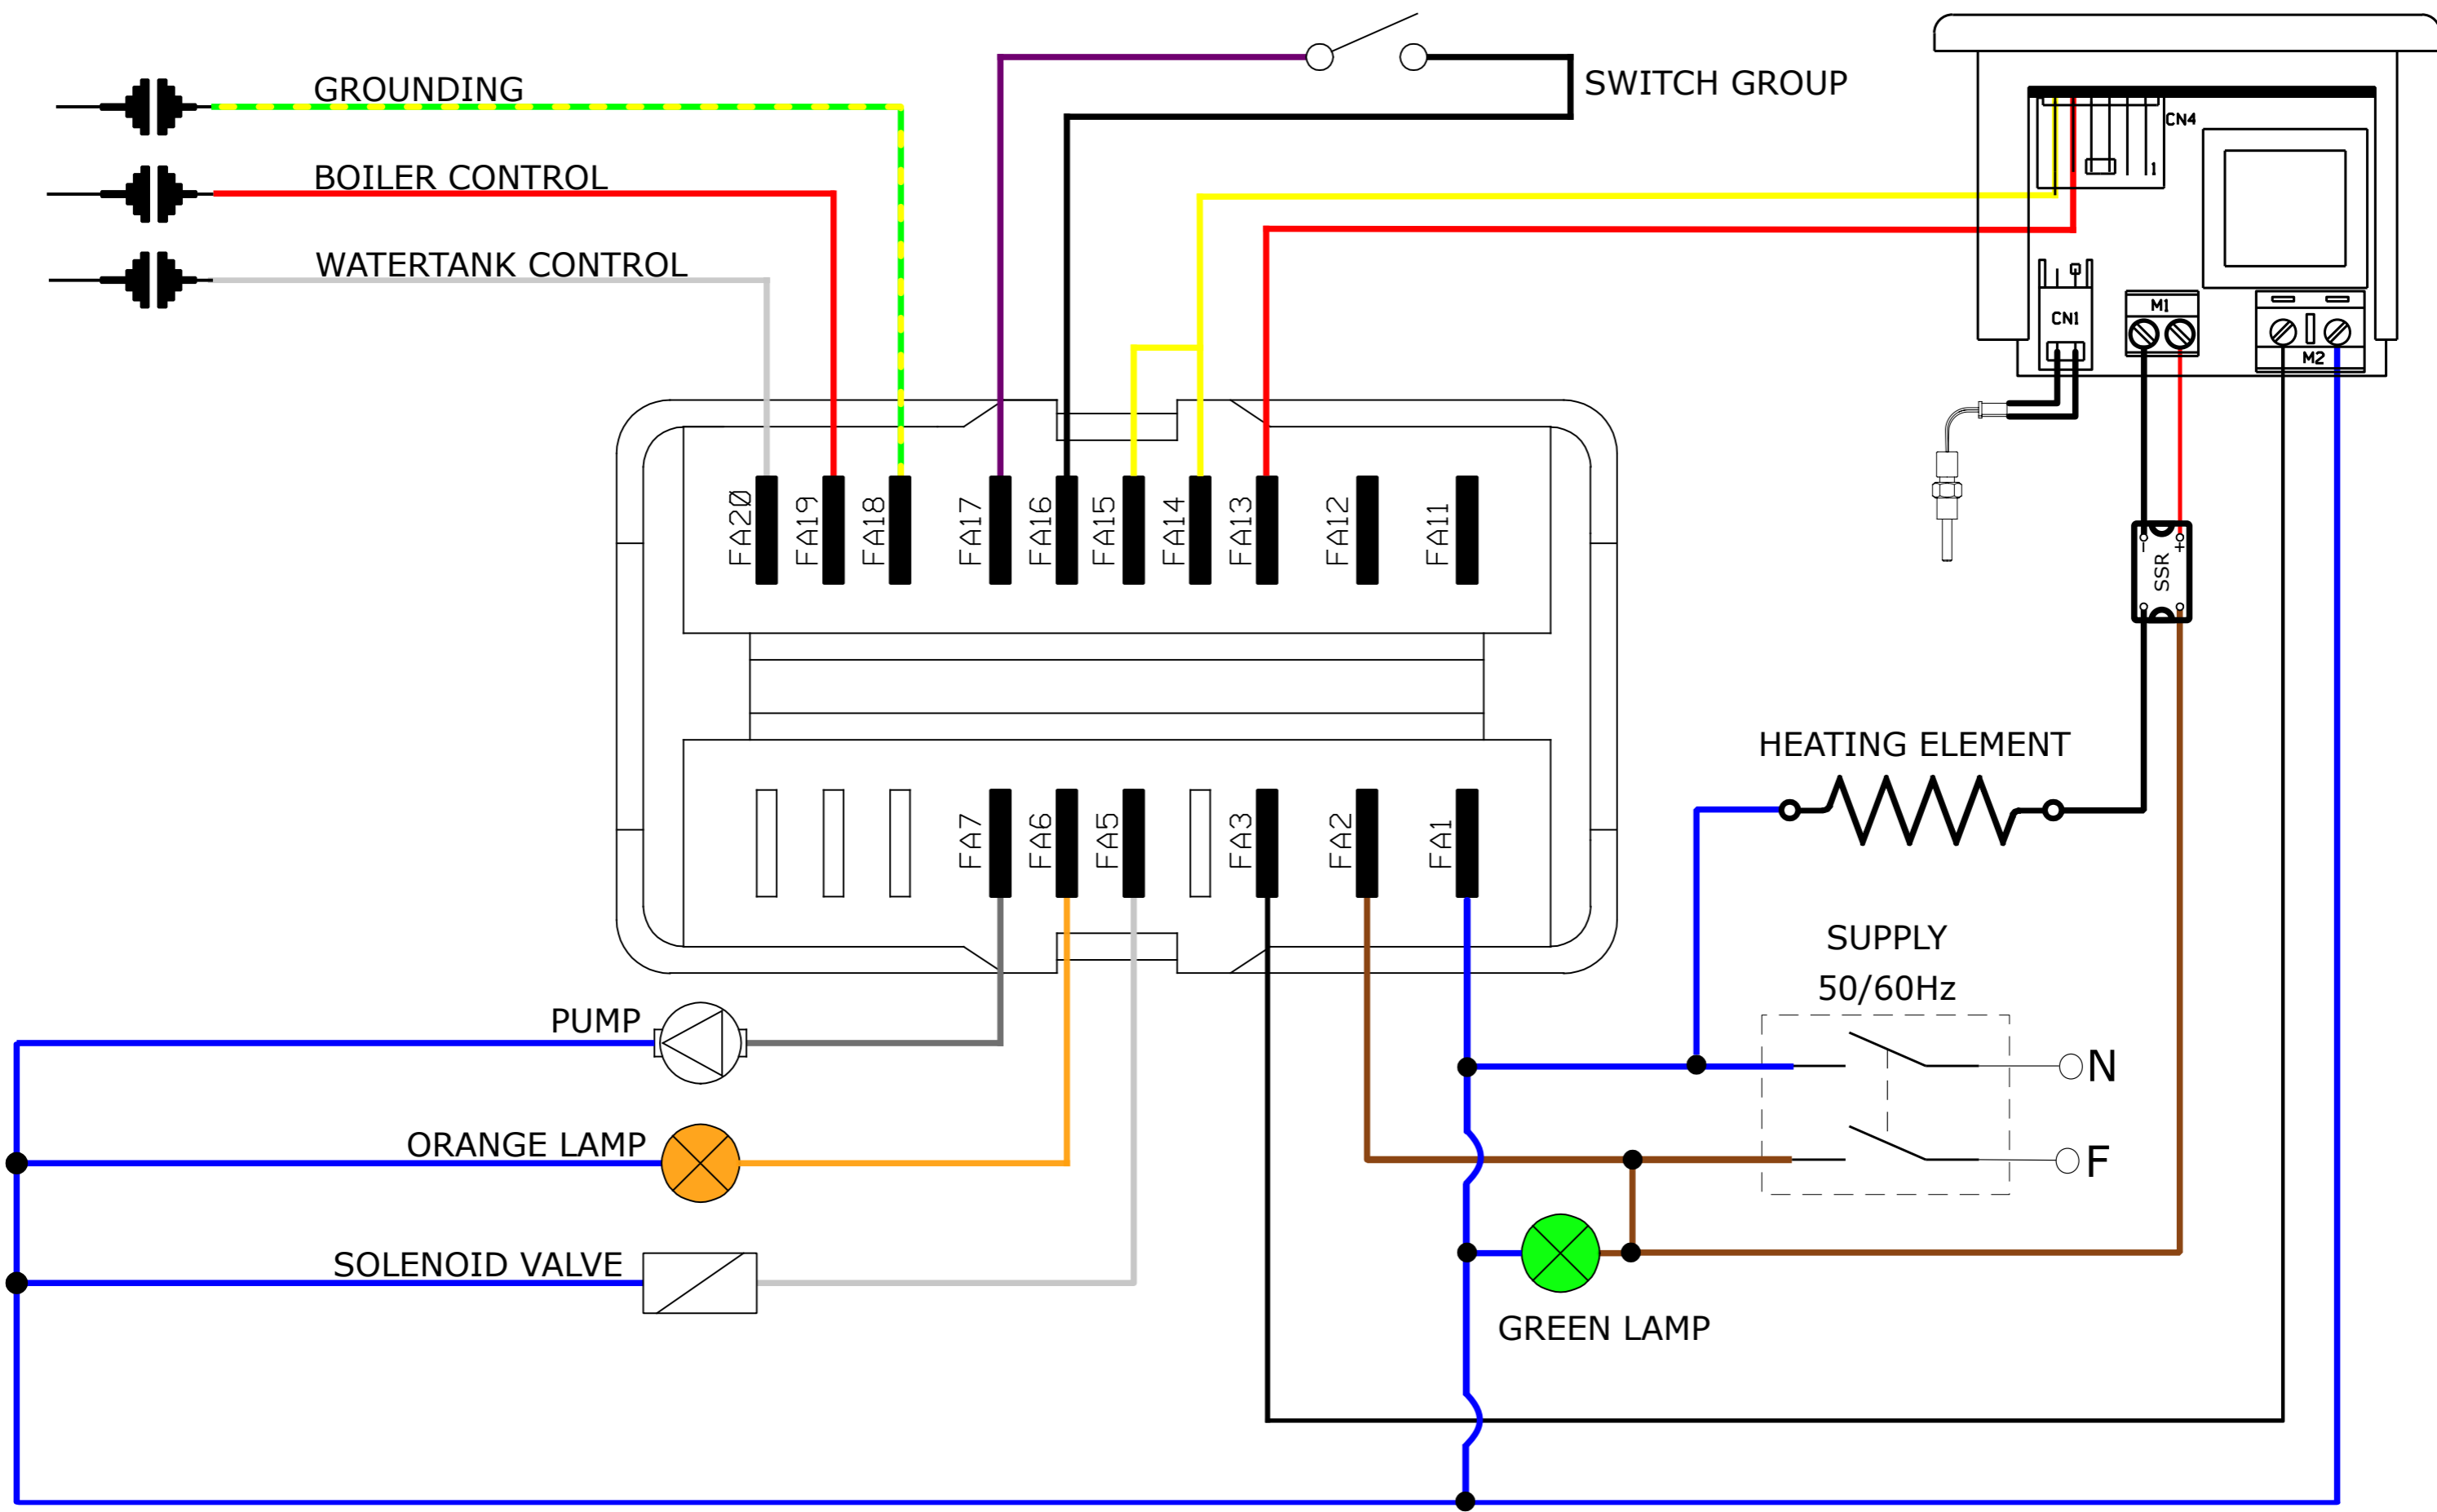 GROUNDING
SWITCH GROUP
CN4
BOILER CONTROL
1
WATERTANK CONTROL
M1
CN1
M2
FA20
FA19
FA18
FA17
FA16
FA15
FA14
FA13
FA12
FA11
- +
SSR
HEATING ELEMENT
FA7
FA6
FA5
FA3
FA2
FA1
SUPPLY
50/60Hz
PUMP
N
ORANGE LAMP
F
SOLENOID VALVE
GREEN LAMP